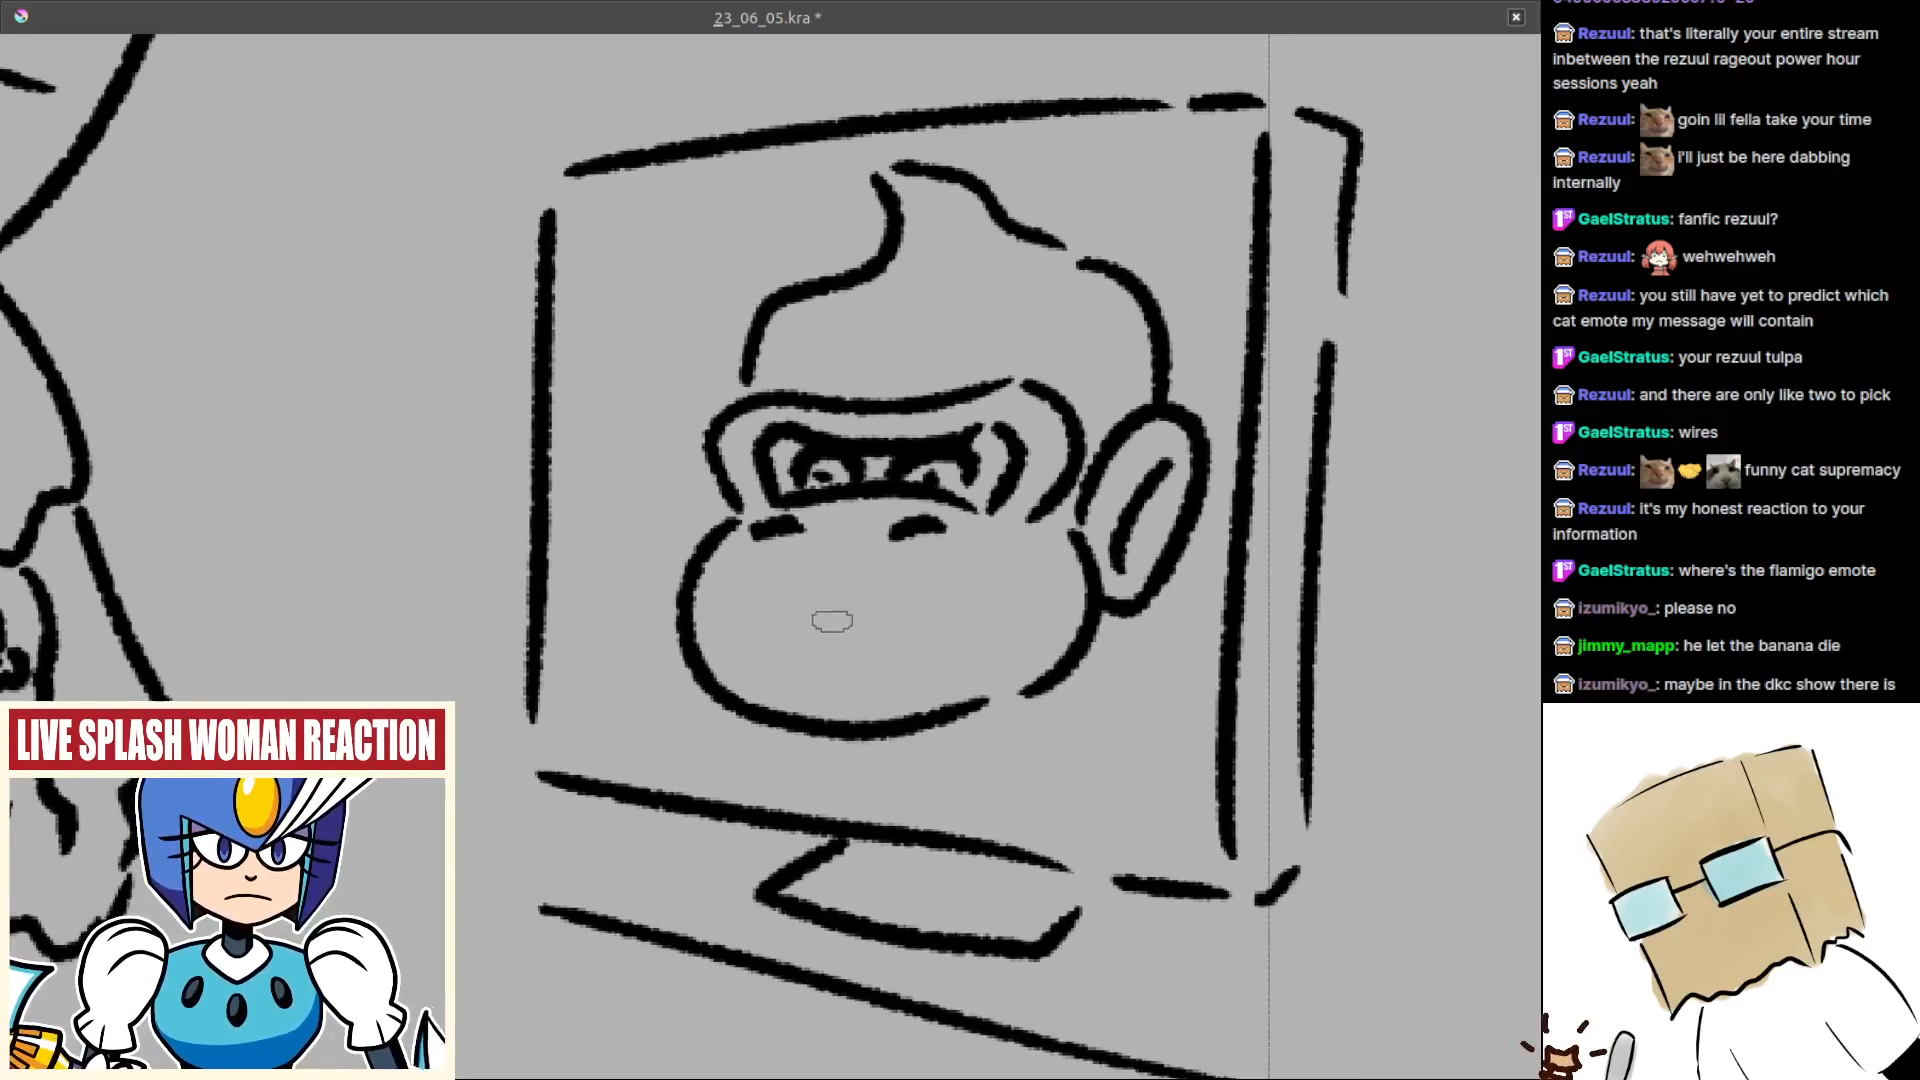 23_06_05.kra *
Rezuul: that's literally your entire stream
inbetween the rezuul rageout power hour
sessions yeah
Rezuul: goin lil fella take your time
Rezuul: i'll just be here dabbing
internally
GaelStratus: fanfic rezuul?
Rezuul: wehwehweh
Rezuul: you still have yet to predict which
cat emote my message will contain
GaelStratus: your rezuul tulpa
Rezuul: and there are only like two to pick
GaelStratus: wires
Rezuul: funny cat supremacy
Rezuul: it's my honest reaction to your
information
GaelStratus: where's the flamigo emote
izumikyo_: please no
jimmy_mapp: he let the banana die
izumikyo_: maybe in the dkc show there is
LIVE SPLASH WOMAN REACTION